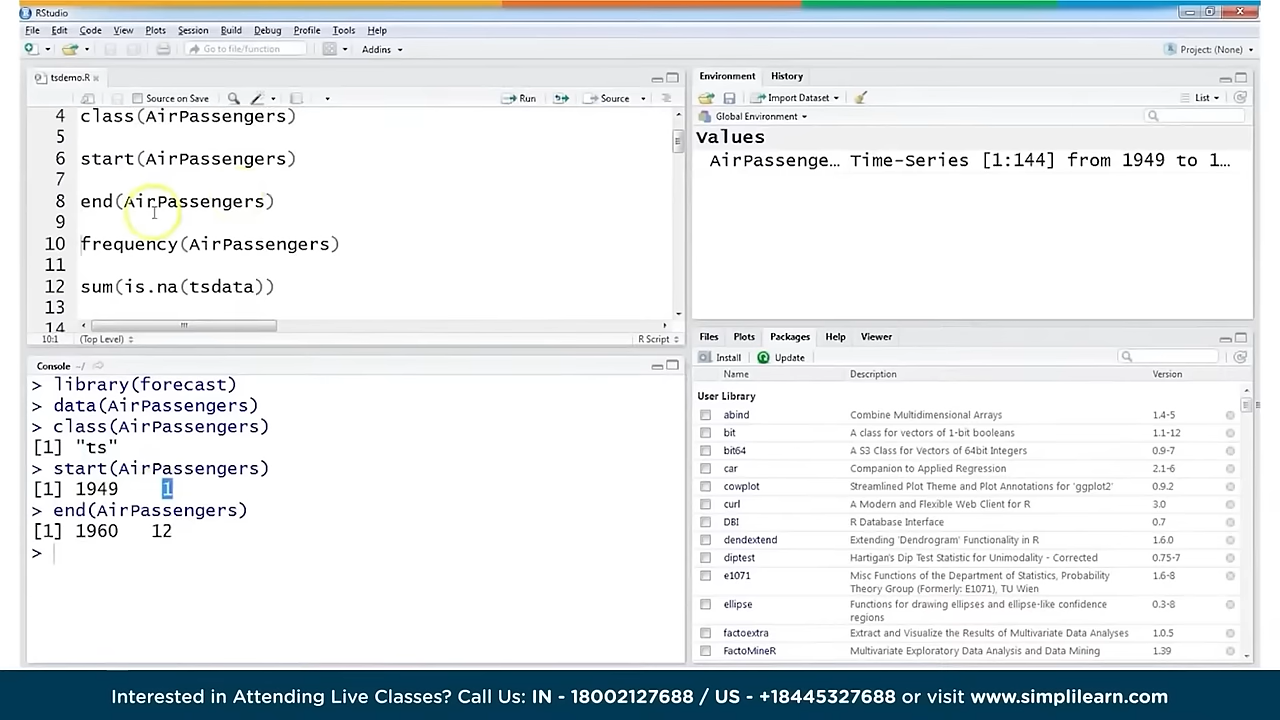 RStudio
File Edit Code View Plots Session Build Debug Profile Tools Help
Go to file/function
Addins
Project: (None)
tsdemo.R
Source on Save
Run
Source
4 class(AirPassengers)
5
6 start(AirPassengers)
7
8 end(AirPassengers)
9
10 frequency(AirPassengers)
11
12 sum(is.na(tsdata))
13
14
10:1 (Top Level) R Script
Console ~/
> library(forecast)
> data(AirPassengers)
> class(AirPassengers)
[1] "ts"
> start(AirPassengers)
[1] 1949 1
> end(AirPassengers)
[1] 1960 12
>
Environment History
Import Dataset
List
Global Environment
Values
AirPassenge… Time-Series [1:144] from 1949 to 1…
Files Plots Packages Help Viewer
Install Update
Name Description Version
User Library
abind Combine Multidimensional Arrays 1.4-5
bit A class for vectors of 1-bit booleans 1.1-12
bit64 A S3 Class for Vectors of 64bit Integers 0.9-7
car Companion to Applied Regression 2.1-6
cowplot Streamlined Plot Theme and Plot Annotations for 'ggplot2' 0.9.2
curl A Modern and Flexible Web Client for R 3.0
DBI R Database Interface 0.7
dendextend Extending 'Dendrogram' Functionality in R 1.6.0
diptest Hartigan's Dip Test Statistic for Unimodality - Corrected 0.75-7
e1071 Misc Functions of the Department of Statistics, Probability 1.6-8
Theory Group (Formerly: E1071), TU Wien
ellipse Functions for drawing ellipses and ellipse-like confidence 0.3-8
regions
factoextra Extract and Visualize the Results of Multivariate Data Analyses 1.0.5
FactoMineR Multivariate Exploratory Data Analysis and Data Mining 1.39
Interested in Attending Live Classes? Call Us: IN - 18002127688 / US - +18445327688 or visit www.simplilearn.com